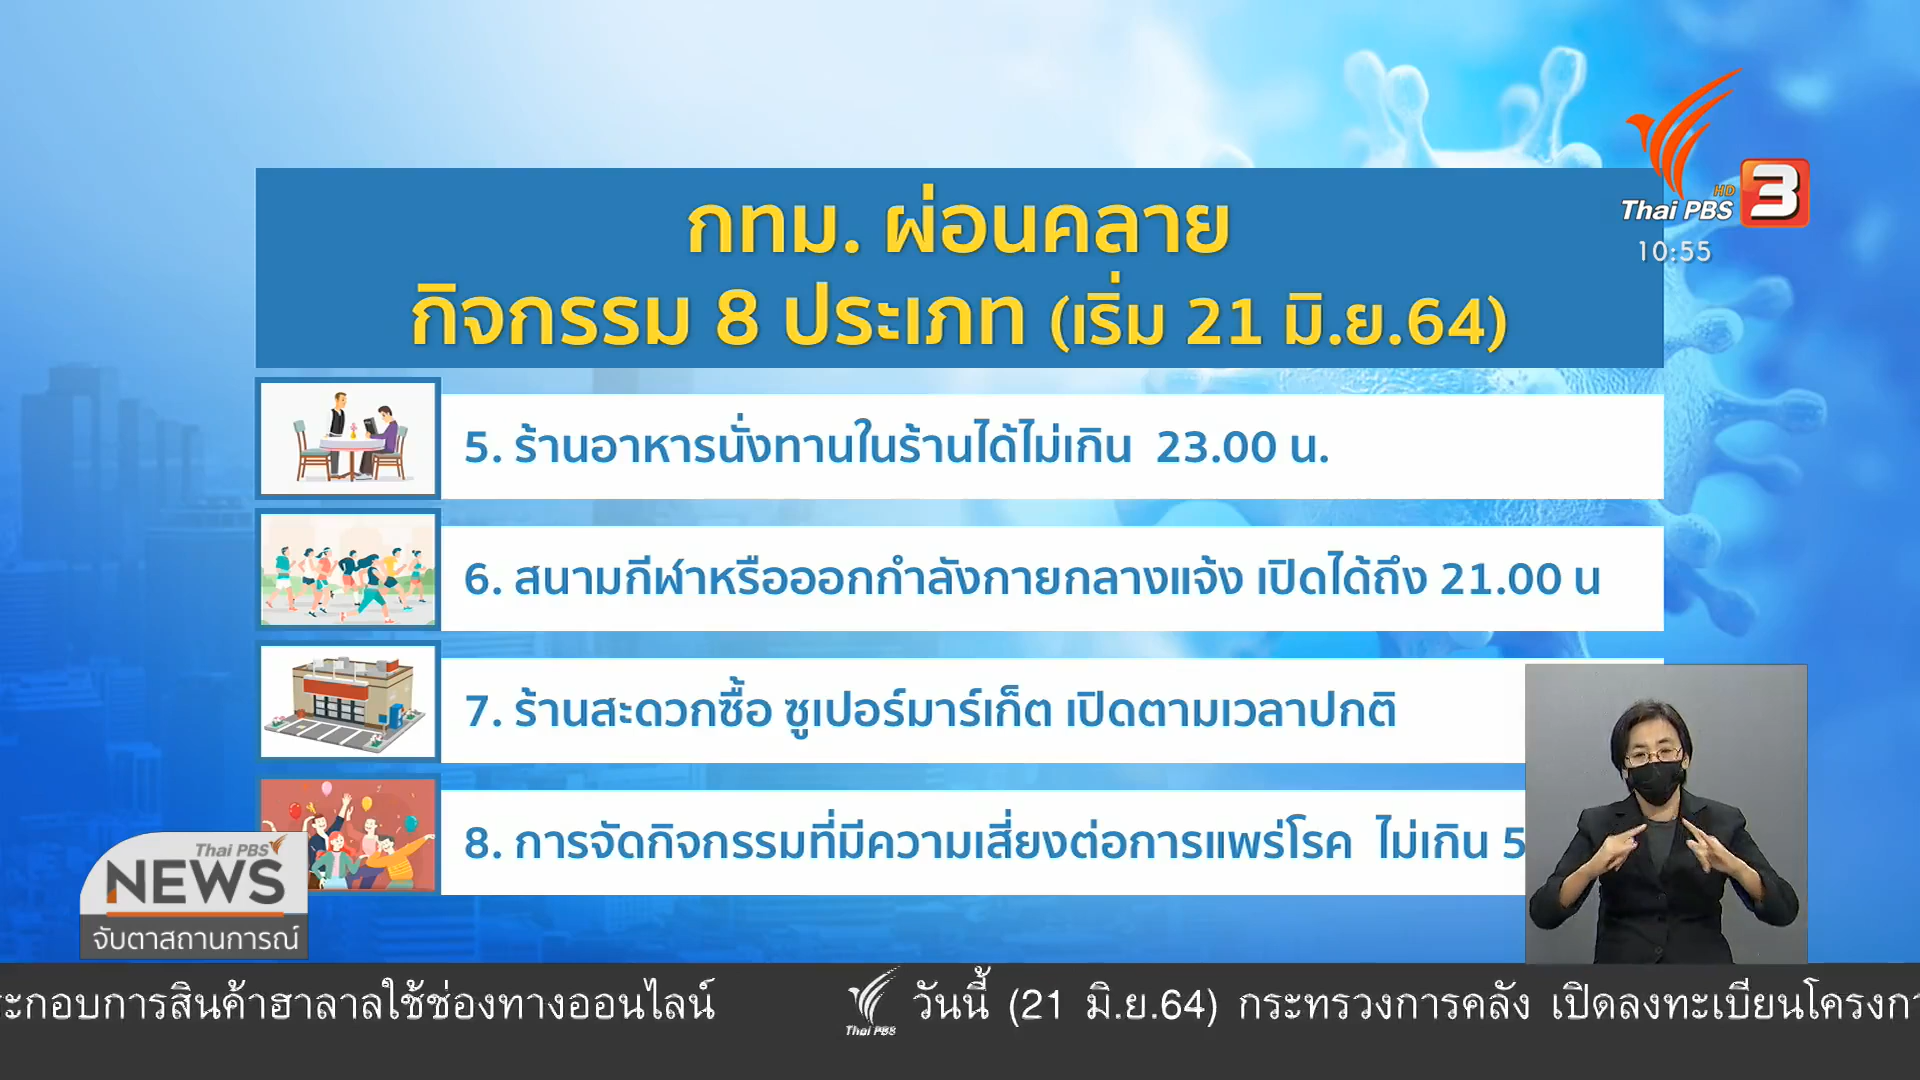 กทม. ผ่อนคลาย
กิจกรรม 8 ประเภท (เริ่ม 21 มิ.ย.64)
HD
Thai PBS 3
10:55
5. ร้านอาหารนั่งทานในร้านได้ไม่เกิน 23.00 น.
6. สนามกีฬาหรือออกกำลังกายกลางแจ้ง เปิดได้ถึง 21.00 น
7. ร้านสะดวกซื้อ ซูเปอร์มาร์เก็ต เปิดตามเวลาปกติ
8. การจัดกิจกรรมที่มีความเสี่ยงต่อการแพร่โรค ไม่เกิน 5
Thai PBS
NEWS
จับตาสถานการณ์
ะกอบการสินค้าฮาลาลใช้ช่องทางออนไลน์
Thai PBS
วันนี้ (21 มิ.ย.64) กระทรวงการคลัง เปิดลงทะเบียนโครงกา